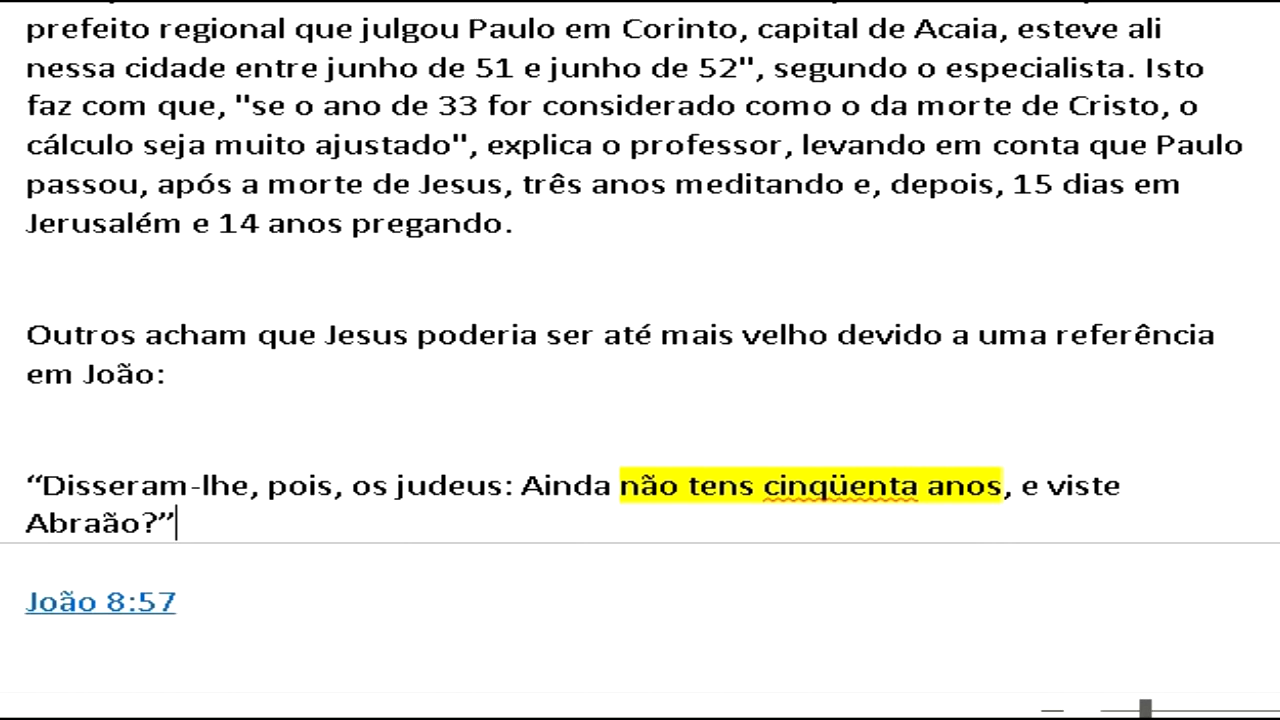 prefeito regional que julgou Paulo em Corinto, capital de Acaia, esteve ali
nessa cidade entre junho de 51 e junho de 52", segundo o especialista. Isto
faz com que, "se o ano de 33 for considerado como o da morte de Cristo, o
cálculo seja muito ajustado", explica o professor, levando em conta que Paulo
passou, após a morte de Jesus, três anos meditando e, depois, 15 dias em
Jerusalém e 14 anos pregando.
Outros acham que Jesus poderia ser até mais velho devido a uma referência
em João:
“Disseram-lhe, pois, os judeus: Ainda não tens cinqüenta anos, e viste
Abraão?”
João 8:57